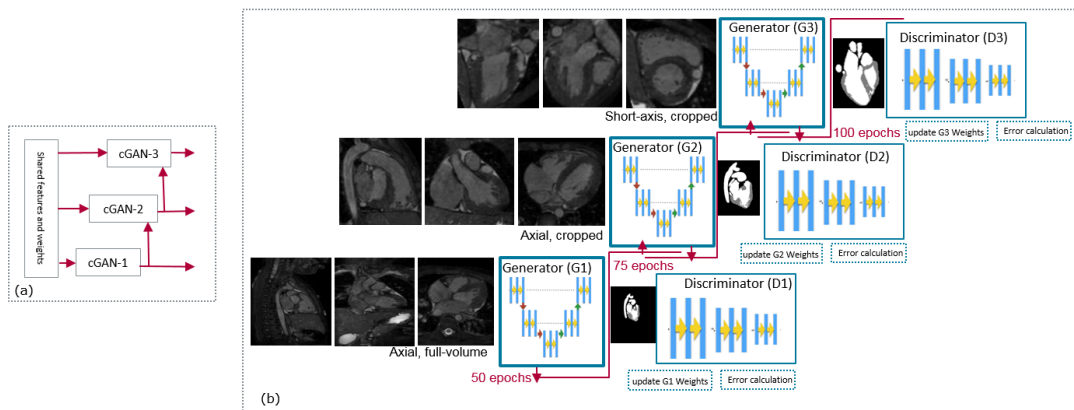 Shared features and weights
cGAN-3
cGAN-2
cGAN-1
(a)
Generator (G3)
Discriminator (D3)
Short-axis, cropped
100 epochs
update G3 Weights
Error calculation
Generator (G2)
Discriminator (D2)
Axial, cropped
75 epochs
update G2 Weights
Error calculation
Generator (G1)
Discriminator (D1)
Axial, full-volume
50 epochs
update G1 Weights
Error calculation
(b)